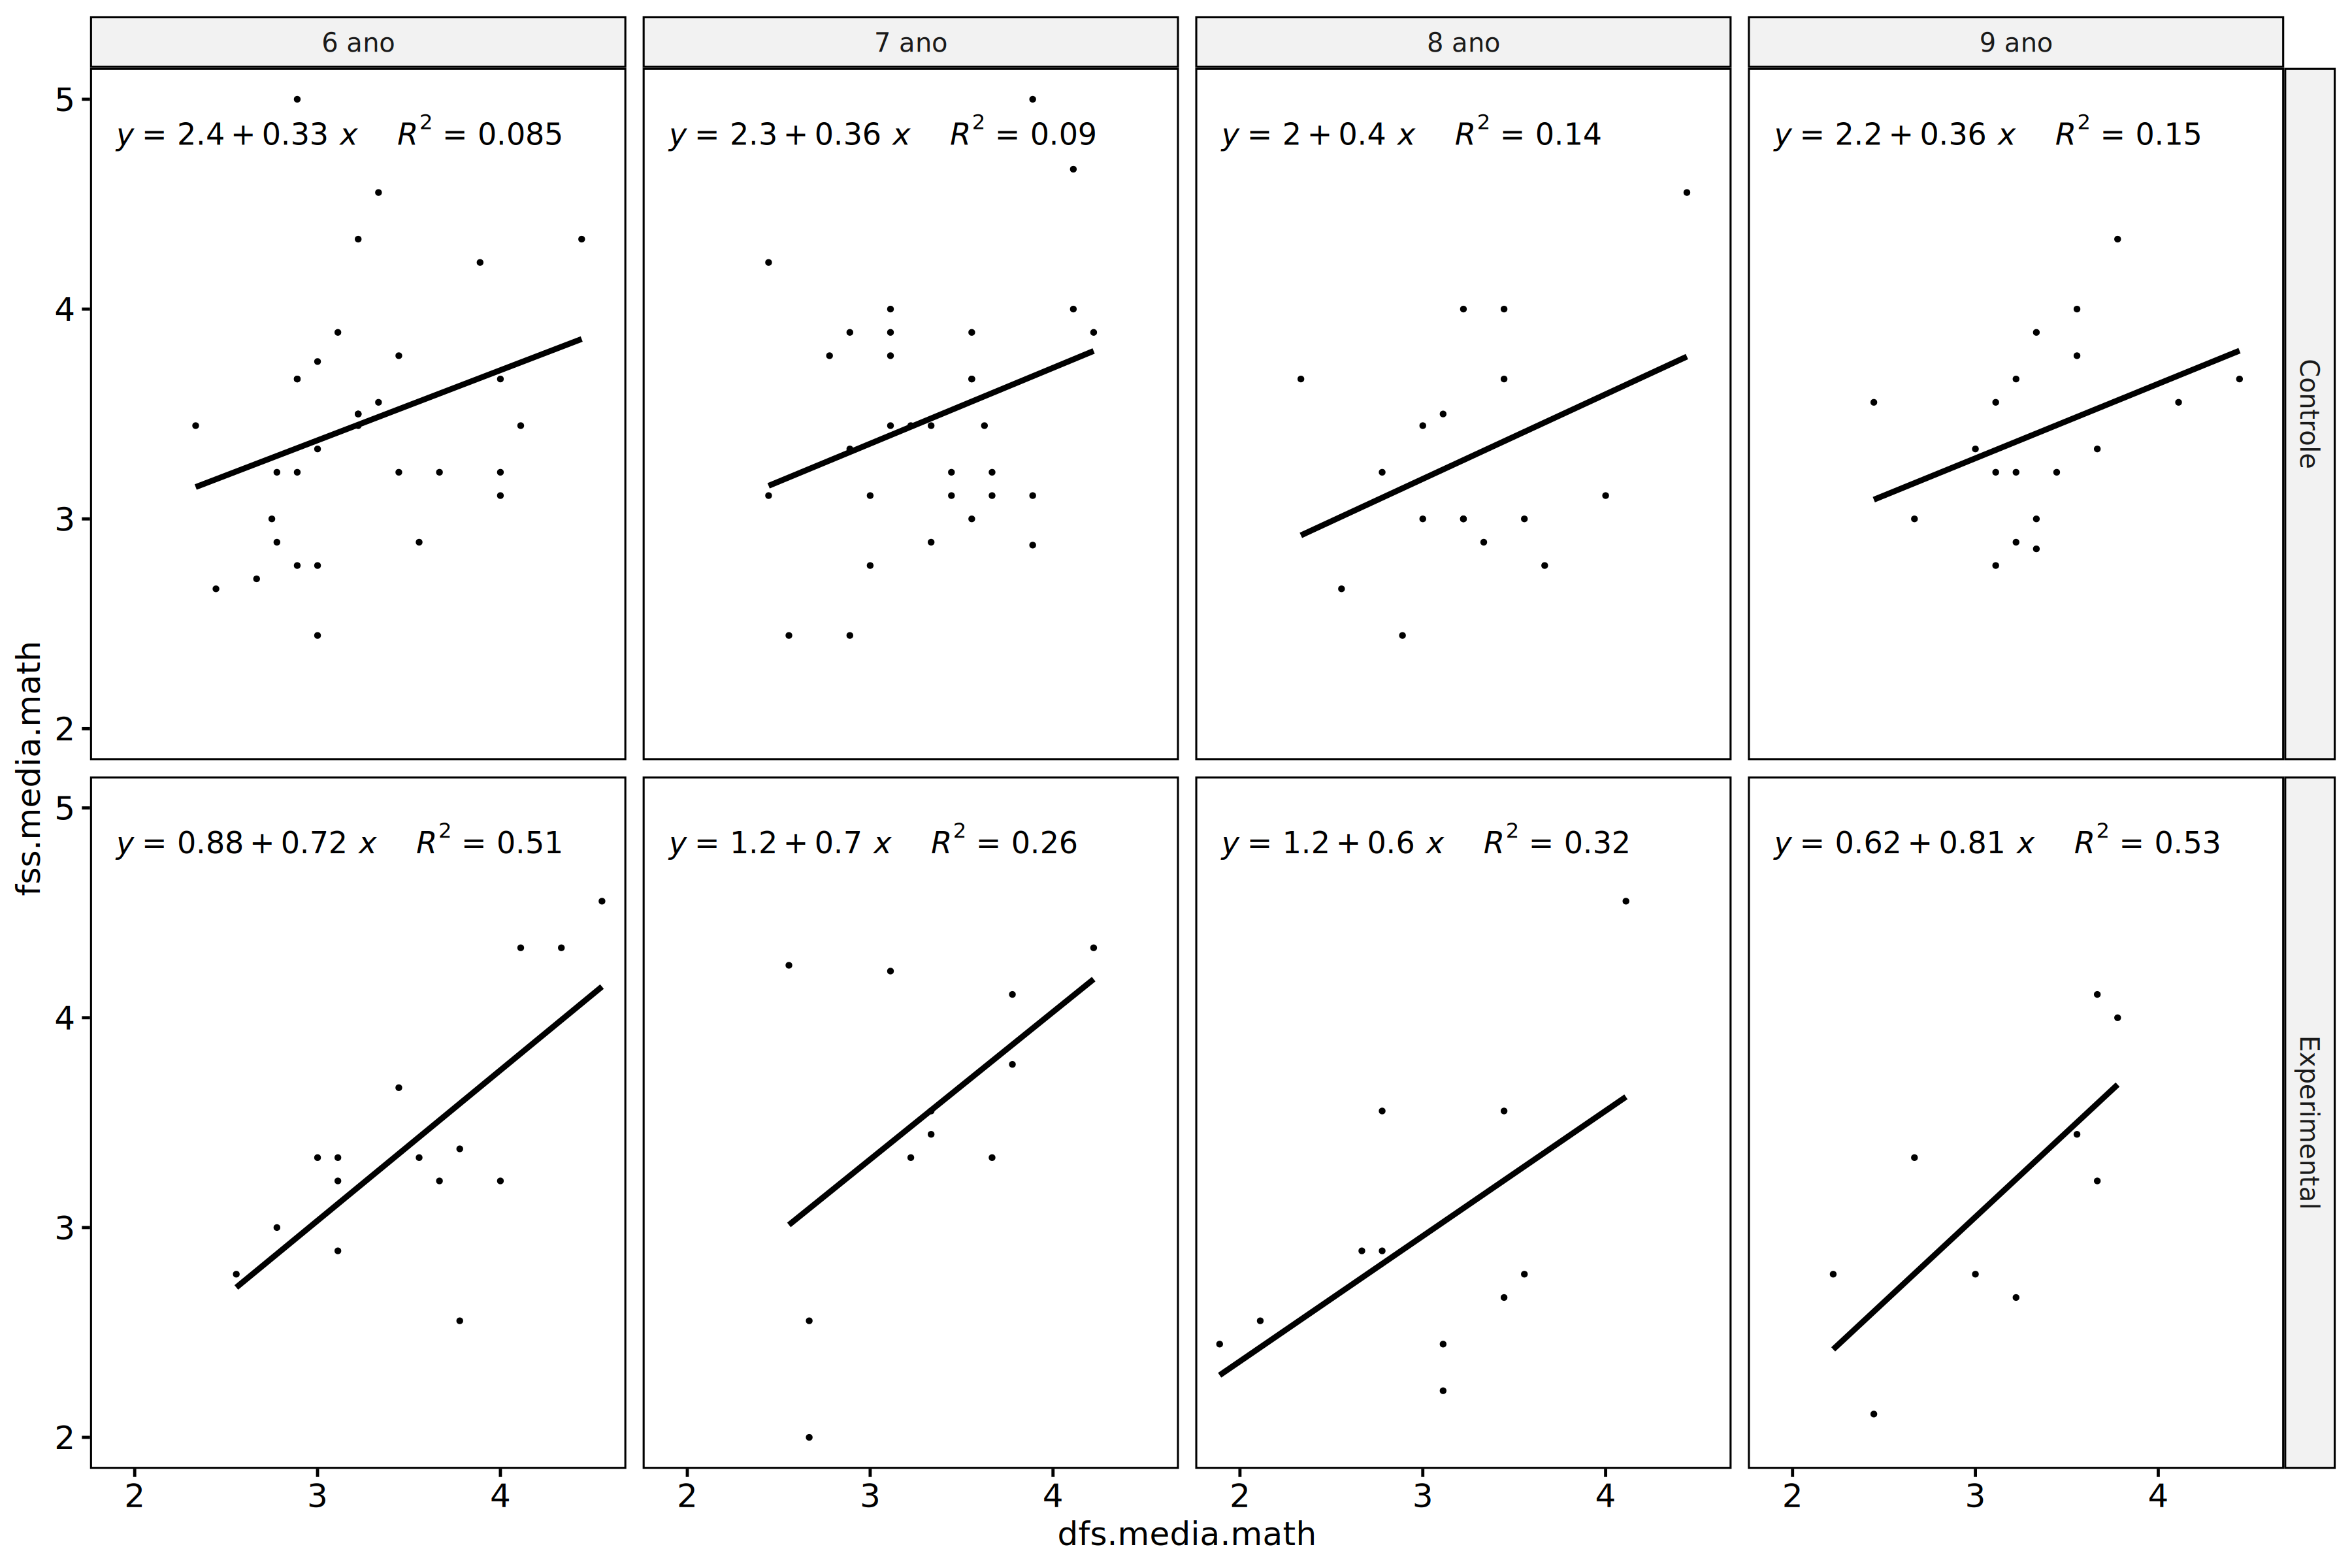 6 ano
7 ano
8 ano
9 ano
y = 2.4 + 0.33 x R² = 0.085
y = 2.3 + 0.36 x R² = 0.09
y = 2 + 0.4 x R² = 0.14
y = 2.2 + 0.36 x R² = 0.15
5
4
3
2
Controle
fss.media.math
y = 0.88 + 0.72 x R² = 0.51
y = 1.2 + 0.7 x R² = 0.26
y = 1.2 + 0.6 x R² = 0.32
y = 0.62 + 0.81 x R² = 0.53
5
4
3
2
Experimental
2 3 4
2 3 4
2 3 4
2 3 4
dfs.media.math